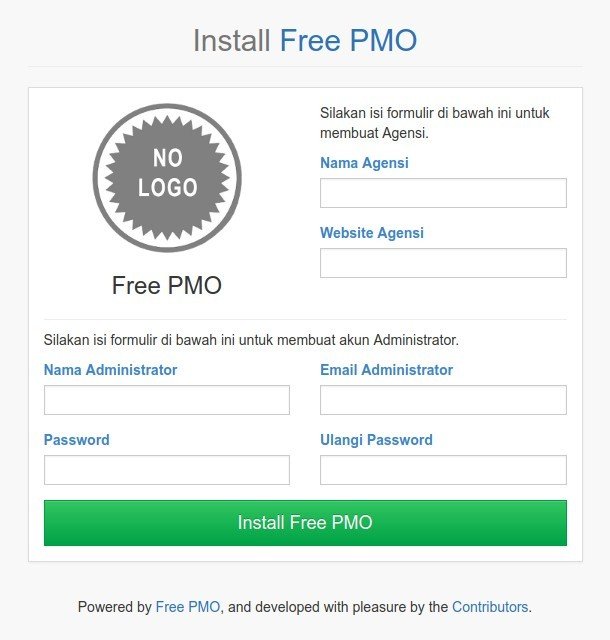 Install Free PMO
NO
LOGO
Free PMO
Silakan isi formulir di bawah ini untuk
membuat Agensi.
Nama Agensi
Website Agensi
Silakan isi formulir di bawah ini untuk membuat akun Administrator.
Nama Administrator
Email Administrator
Password
Ulangi Password
Install Free PMO
Powered by Free PMO, and developed with pleasure by the Contributors.